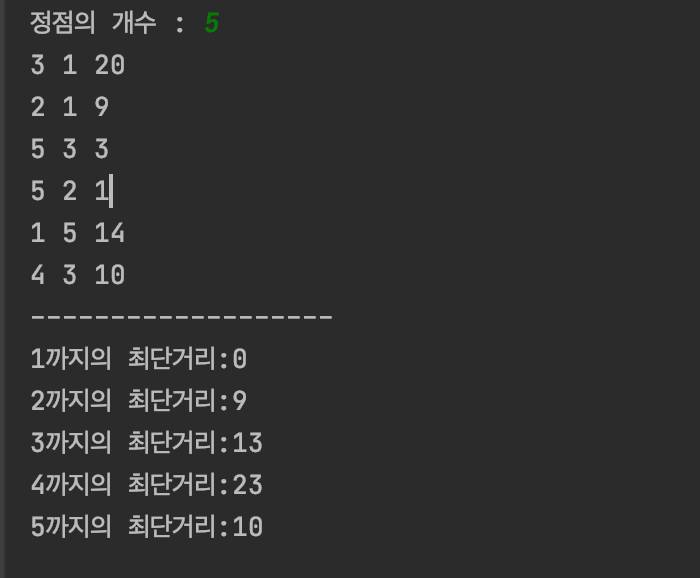 정점의 개수 : 5
3 1 20
2 1 9
5 3 3
5 2 1
1 5 14
4 3 10
-------------------
1까지의 최단거리:0
2까지의 최단거리:9
3까지의 최단거리:13
4까지의 최단거리:23
5까지의 최단거리:10